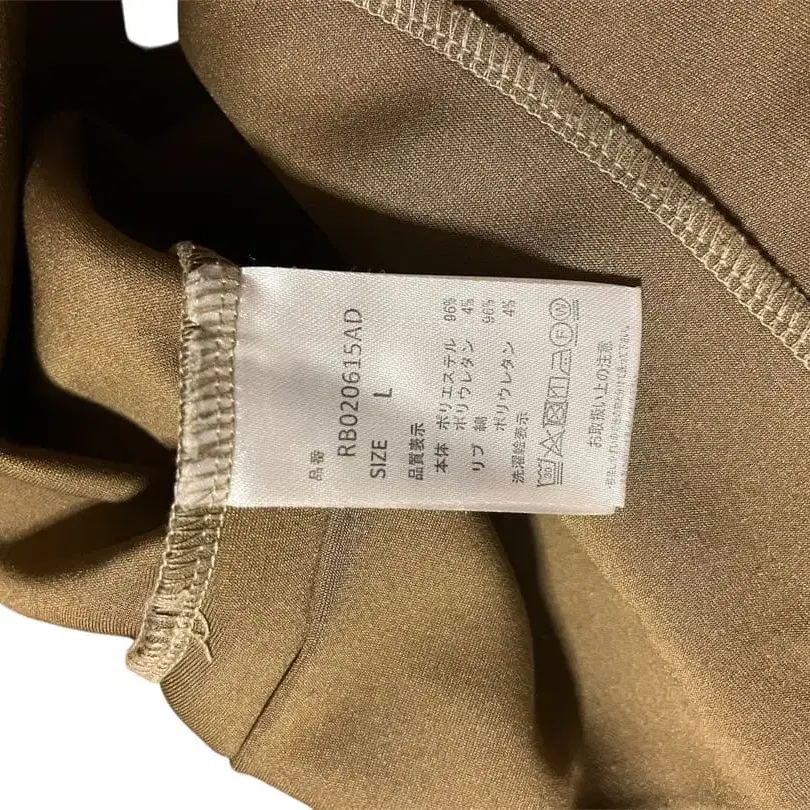 品番
RB020615AD
SIZE L
品質表示
本体 ポリエステル 96%
ポリウレタン 4%
リブ 綿 96%
ポリウレタン 4%
洗濯絵表示
30 F W
お取扱い上の注意